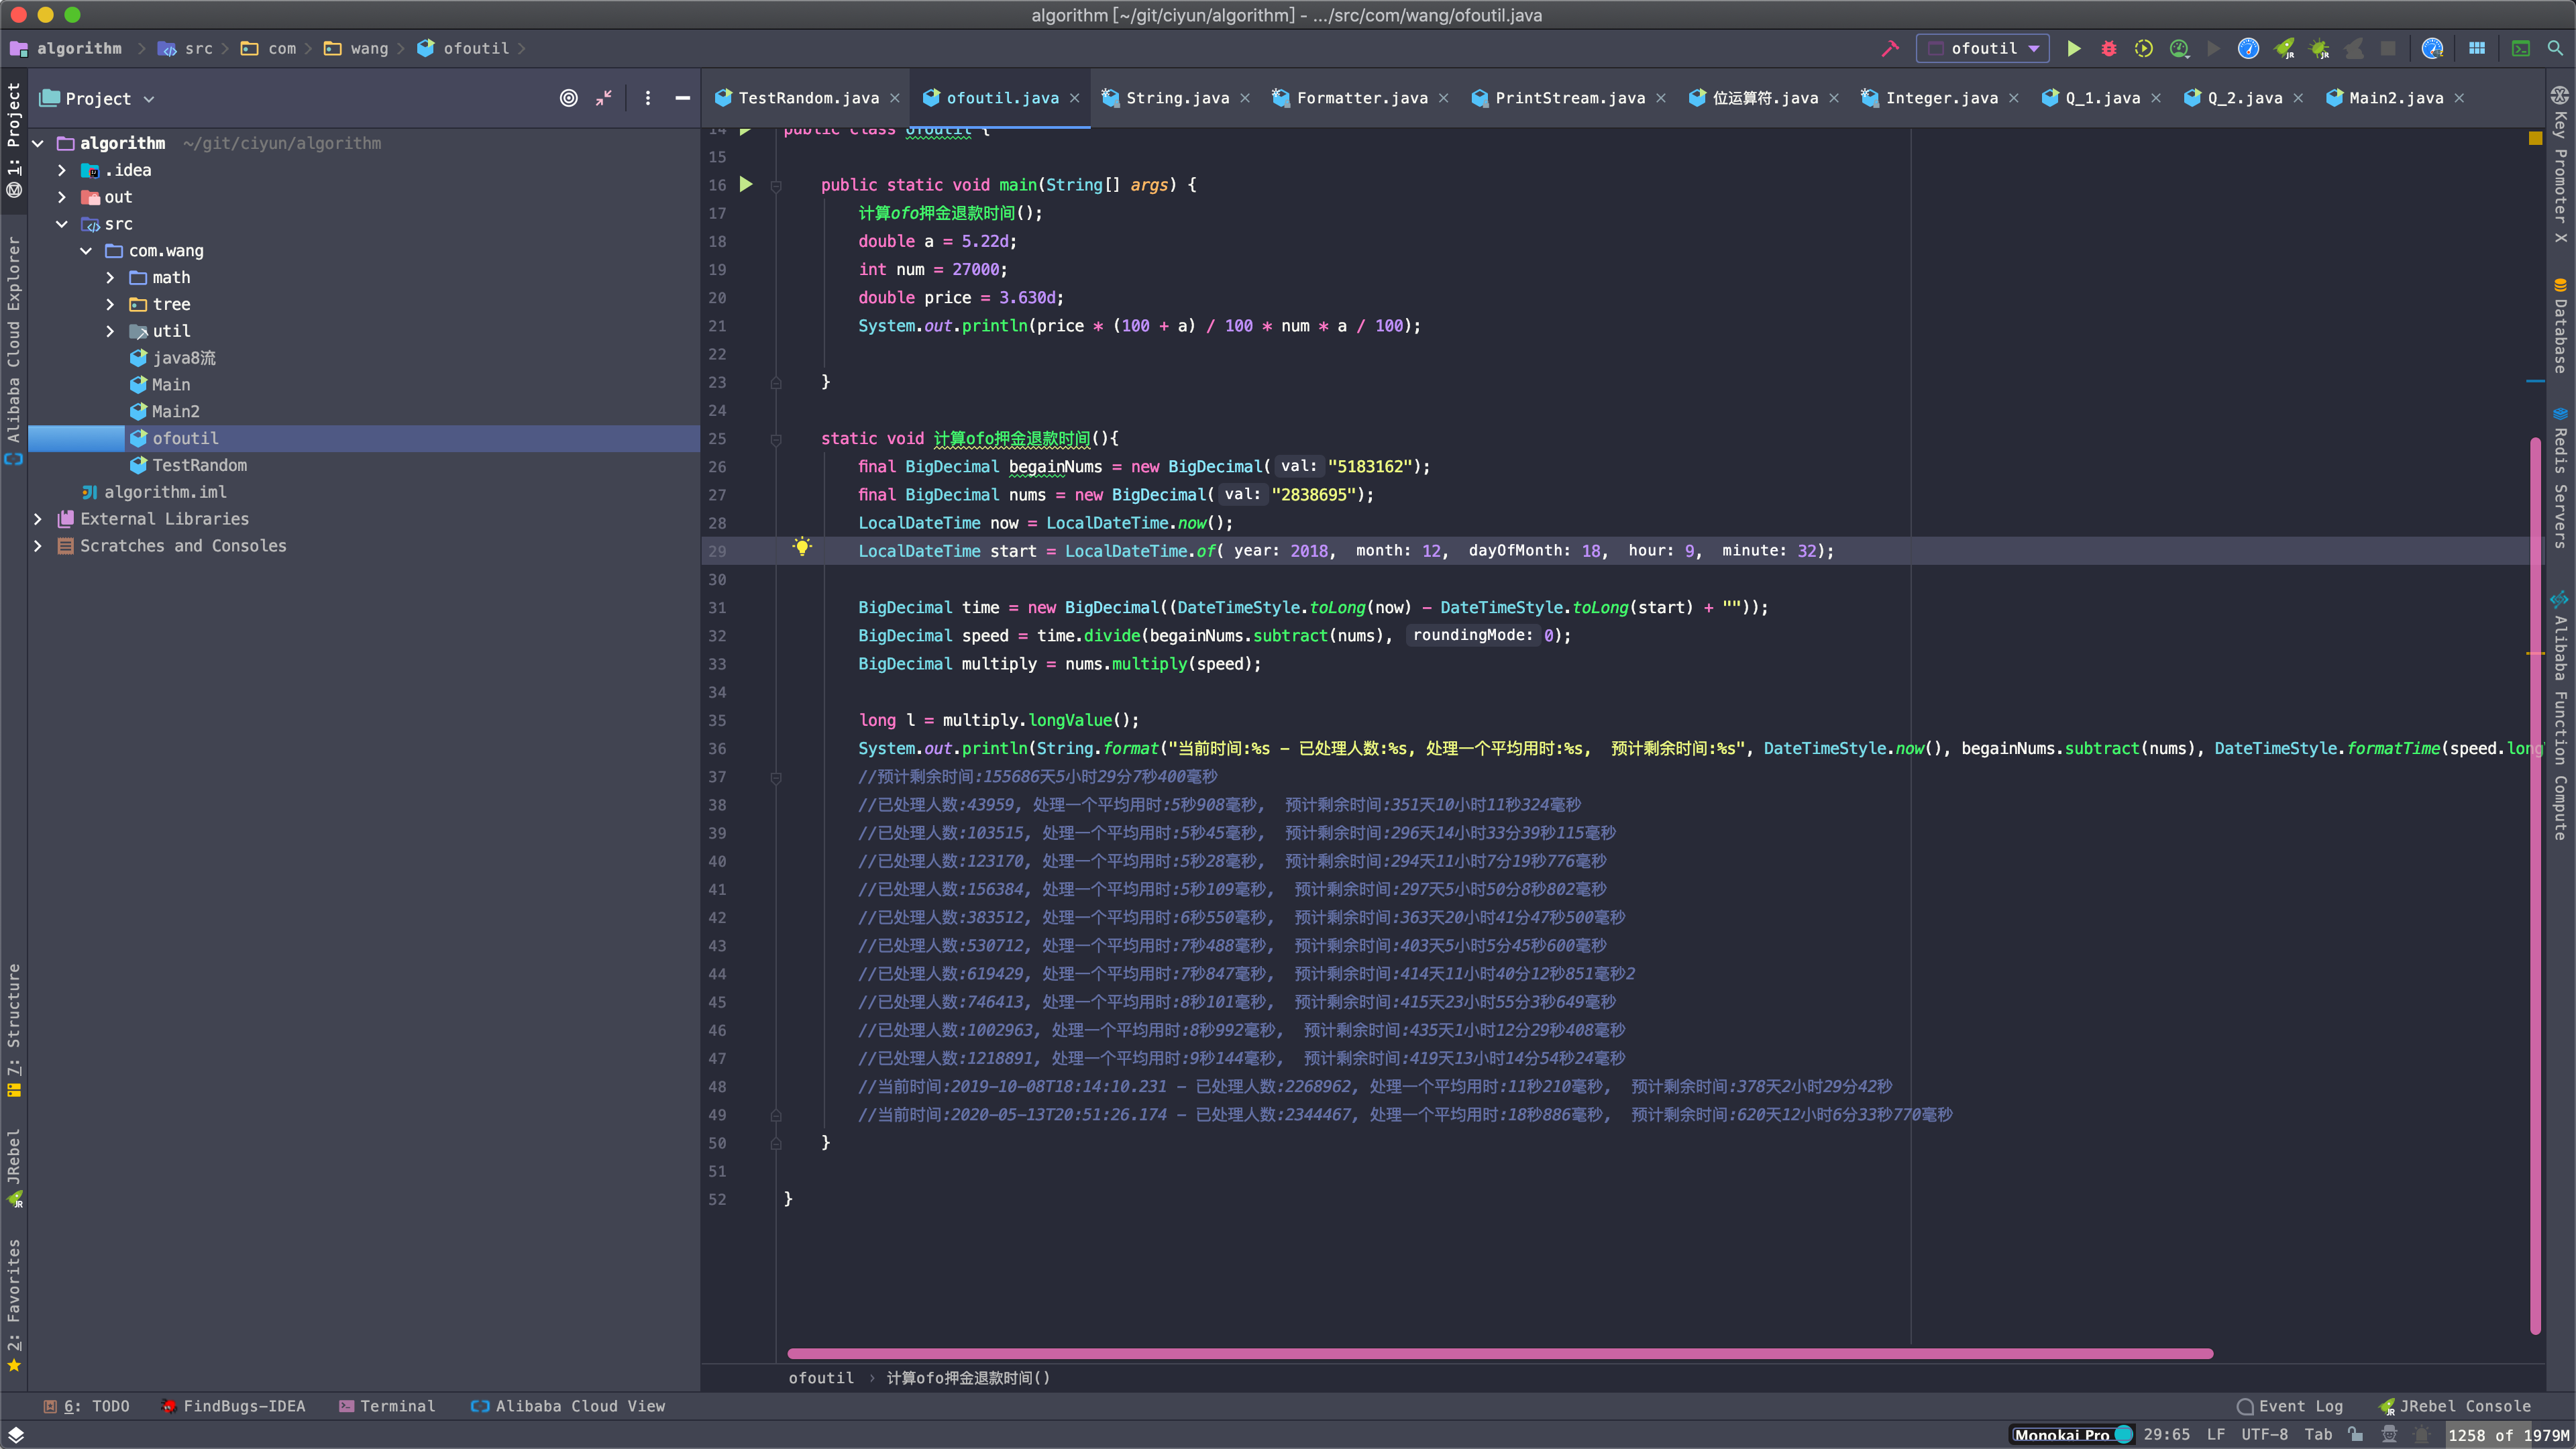 algorithm [~/git/ciyun/algorithm] - .../src/com/wang/ofoutil.java
algorithm src com wang ofoutil
ofoutil
Project
TestRandom.java ofoutil.java String.java Formatter.java PrintStream.java 位运算符.java Integer.java Q_1.java Q_2.java Main2.java
1: Project
Alibaba Cloud Explorer
7: Structure
JRebel
2: Favorites
algorithm ~/git/ciyun/algorithm
.idea
out
src
com.wang
math
tree
util
java8流
Main
Main2
ofoutil
TestRandom
algorithm.iml
External Libraries
Scratches and Consoles
14 public class ofoutil {
15
16 public static void main(String[] args) {
17 计算ofo押金退款时间();
18 double a = 5.22d;
19 int num = 27000;
20 double price = 3.630d;
21 System.out.println(price * (100 + a) / 100 * num * a / 100);
22
23 }
24
25 static void 计算ofo押金退款时间(){
26 final BigDecimal begainNums = new BigDecimal( val: "5183162");
27 final BigDecimal nums = new BigDecimal( val: "2838695");
28 LocalDateTime now = LocalDateTime.now();
29 LocalDateTime start = LocalDateTime.of( year: 2018, month: 12, dayOfMonth: 18, hour: 9, minute: 32);
30
31 BigDecimal time = new BigDecimal((DateTimeStyle.toLong(now) - DateTimeStyle.toLong(start) + ""));
32 BigDecimal speed = time.divide(begainNums.subtract(nums), roundingMode: 0);
33 BigDecimal multiply = nums.multiply(speed);
34
35 long l = multiply.longValue();
36 System.out.println(String.format("当前时间:%s - 已处理人数:%s, 处理一个平均用时:%s, 预计剩余时间:%s", DateTimeStyle.now(), begainNums.subtract(nums), DateTimeStyle.formatTime(speed.long
37 //预计剩余时间:155686天5小时29分7秒400毫秒
38 //已处理人数:43959, 处理一个平均用时:5秒908毫秒, 预计剩余时间:351天10小时11秒324毫秒
39 //已处理人数:103515, 处理一个平均用时:5秒45毫秒, 预计剩余时间:296天14小时33分39秒115毫秒
40 //已处理人数:123170, 处理一个平均用时:5秒28毫秒, 预计剩余时间:294天11小时7分19秒776毫秒
41 //已处理人数:156384, 处理一个平均用时:5秒109毫秒, 预计剩余时间:297天5小时50分8秒802毫秒
42 //已处理人数:383512, 处理一个平均用时:6秒550毫秒, 预计剩余时间:363天20小时41分47秒500毫秒
43 //已处理人数:530712, 处理一个平均用时:7秒488毫秒, 预计剩余时间:403天5小时5分45秒600毫秒
44 //已处理人数:619429, 处理一个平均用时:7秒847毫秒, 预计剩余时间:414天11小时40分12秒851毫秒2
45 //已处理人数:746413, 处理一个平均用时:8秒101毫秒, 预计剩余时间:415天23小时55分3秒649毫秒
46 //已处理人数:1002963, 处理一个平均用时:8秒992毫秒, 预计剩余时间:435天1小时12分29秒408毫秒
47 //已处理人数:1218891, 处理一个平均用时:9秒144毫秒, 预计剩余时间:419天13小时14分54秒24毫秒
48 //当前时间:2019-10-08T18:14:10.231 - 已处理人数:2268962, 处理一个平均用时:11秒210毫秒, 预计剩余时间:378天2小时29分42秒
49 //当前时间:2020-05-13T20:51:26.174 - 已处理人数:2344467, 处理一个平均用时:18秒886毫秒, 预计剩余时间:620天12小时6分33秒770毫秒
50 }
51
52 }
Key Promoter X
Database
Redis Servers
Alibaba Function Compute
ofoutil › 计算ofo押金退款时间()
6: TODO FindBugs-IDEA Terminal Alibaba Cloud View Event Log JRebel Console
Monokai Pro 29:65 LF UTF-8 Tab 1258 of 1979M